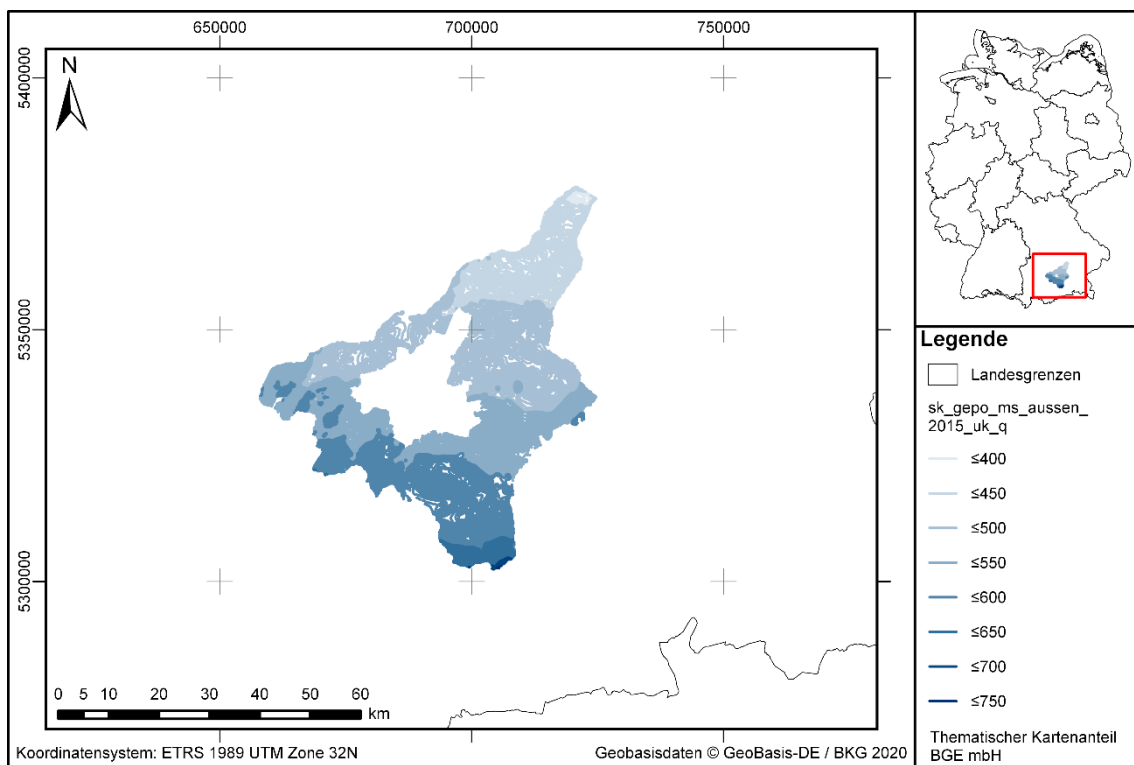 650000
700000
750000
5400000
5350000
5300000
N
0 5 10 20 30 40 50 60
km
Koordinatensystem: ETRS 1989 UTM Zone 32N
Geobasisdaten © GeoBasis-DE / BKG 2020
Legende
Landesgrenzen
sk_gepo_ms_aussen_
2015_uk_q
≤400
≤450
≤500
≤550
≤600
≤650
≤700
≤750
Thematischer Kartenanteil
BGE mbH